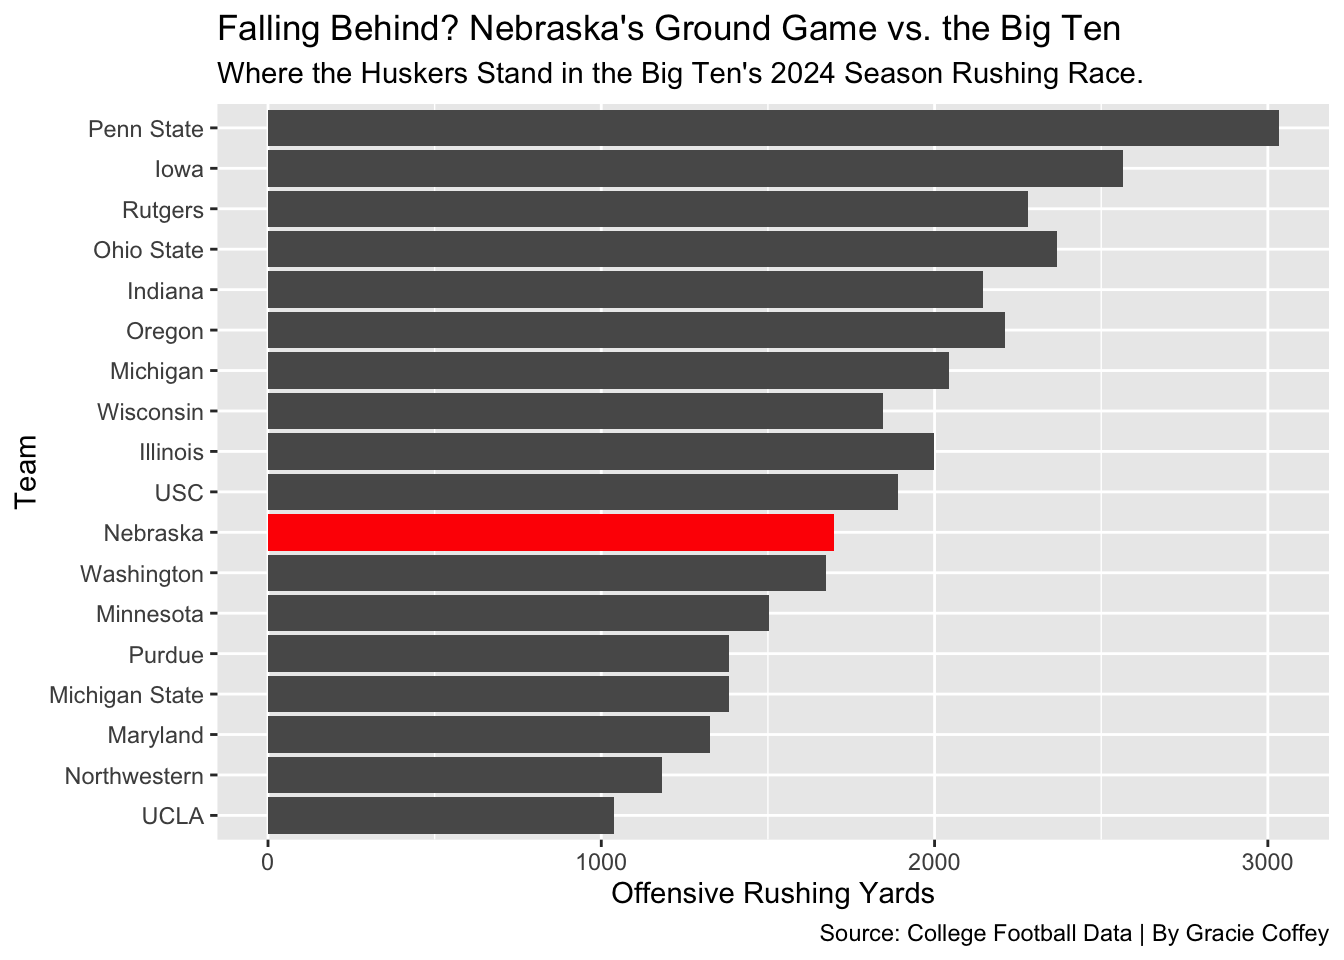 Falling Behind? Nebraska's Ground Game vs. the Big Ten
Where the Huskers Stand in the Big Ten's 2024 Season Rushing Race.
Team
Penn State
Iowa
Rutgers
Ohio State
Indiana
Oregon
Michigan
Wisconsin
Illinois
USC
Nebraska
Washington
Minnesota
Purdue
Michigan State
Maryland
Northwestern
UCLA
0 1000 2000 3000
Offensive Rushing Yards
Source: College Football Data | By Gracie Coffey